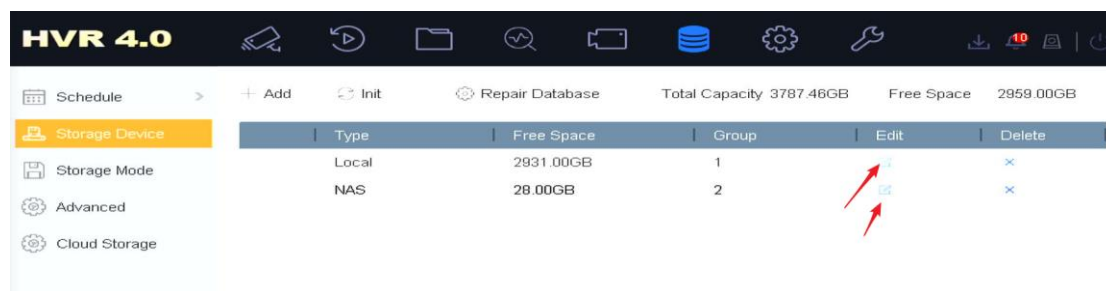 HVR 4.0
10
Schedule >
+ Add Init Repair Database Total Capacity 3787.46GB Free Space 2959.00GB
Storage Device
Type Free Space Group Edit Delete
Local 2931.00GB 1
Storage Mode
NAS 28.00GB 2
Advanced
Cloud Storage